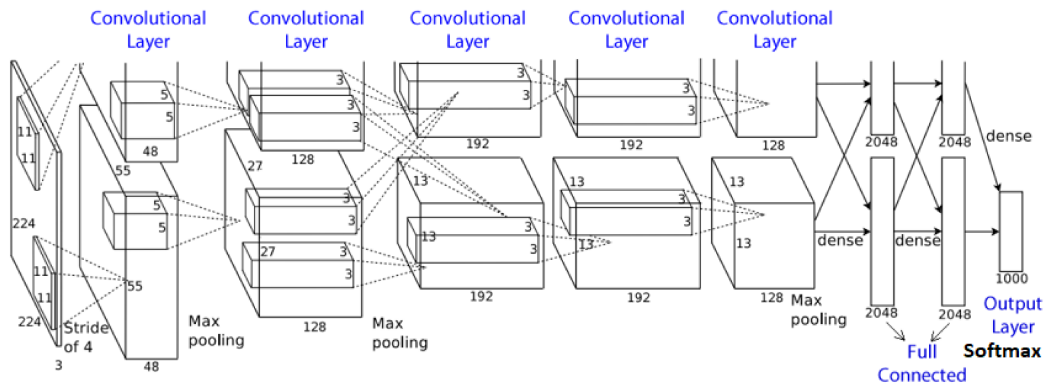 Convolutional
Layer
Convolutional
Layer
Convolutional
Layer
Convolutional
Layer
Convolutional
Layer
11
11
5
5
48
55
3
3
3
3
27
128
3
3
192
3
3
192
128
2048
2048
dense
224
5
5
3
3
27
3
3
13
3
3
13
13
3
3
13
13
13
dense
dense
11
11
55
224
Stride
of 4
3
48
Max
pooling
128
Max
pooling
192
192
128
Max
pooling
2048
2048
1000
Output
Layer
Softmax
Full
Connected